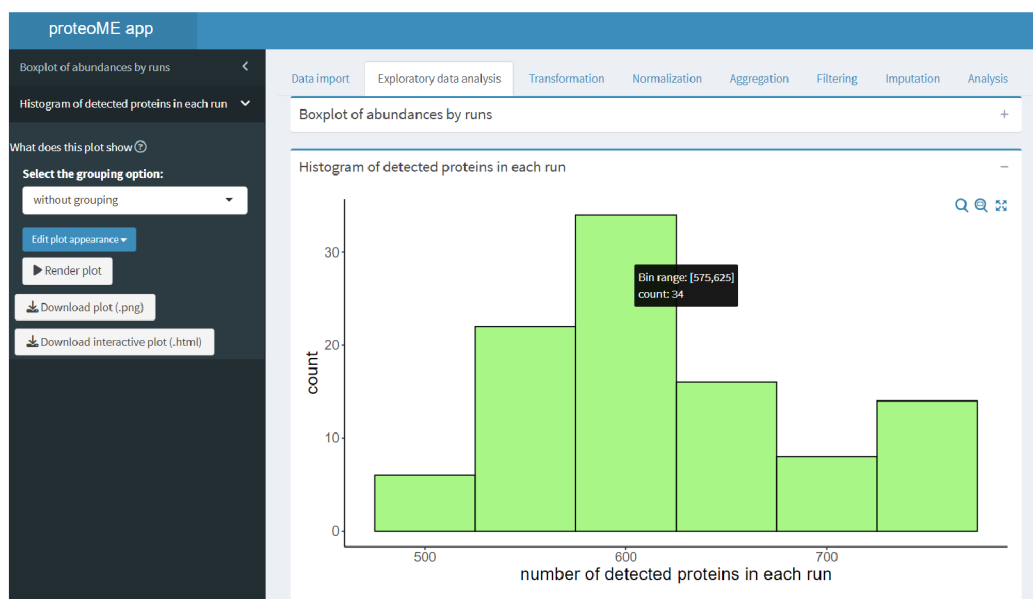 proteoME app
Boxplot of abundances by runs
Histogram of detected proteins in each run
What does this plot show ?
Select the grouping option:
without grouping
Edit plot appearance
Render plot
Download plot (.png)
Download interactive plot (.html)
Data import Exploratory data analysis Transformation Normalization Aggregation Filtering Imputation Analysis
Boxplot of abundances by runs +
Histogram of detected proteins in each run −
30
20
10
0
count
Bin range: [575,625]
count: 34
500 600 700
number of detected proteins in each run